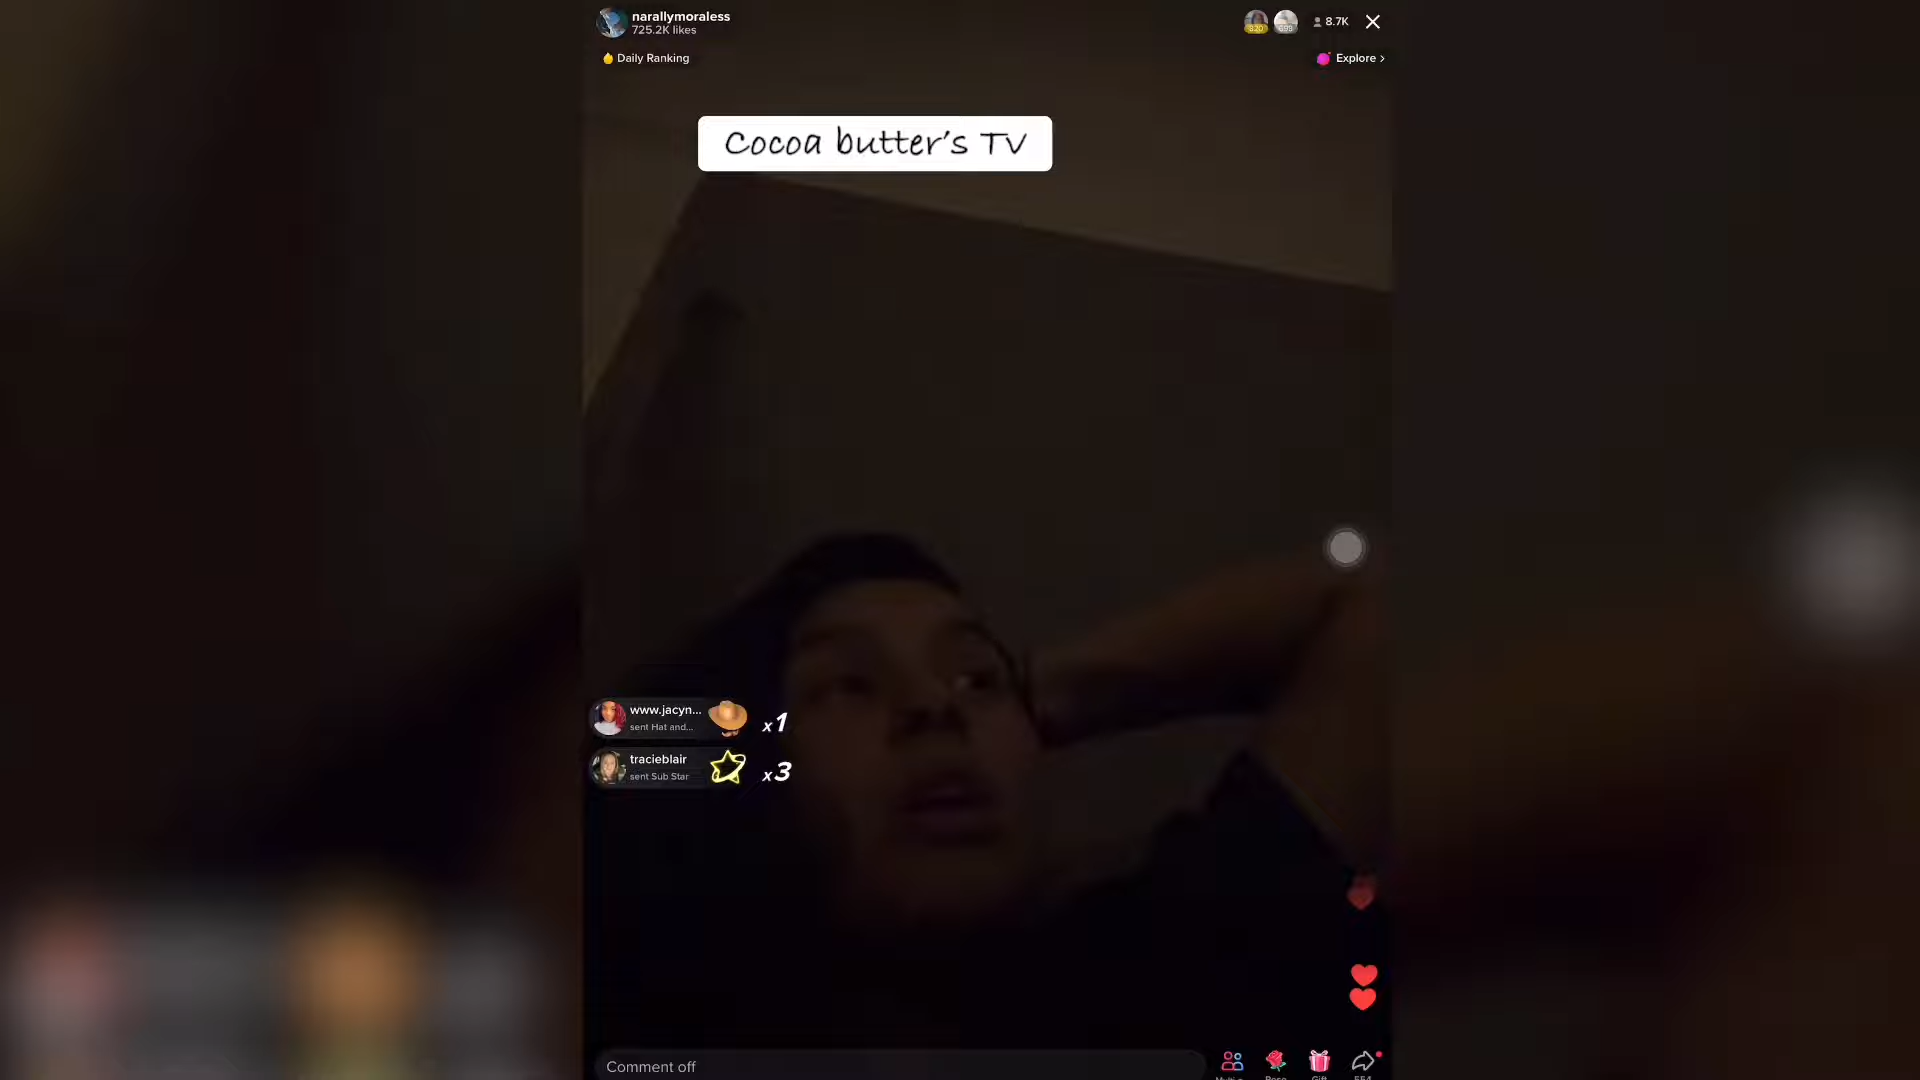 narallymoraless
725.2K likes
8.7K
Daily Ranking
Explore >
Cocoa butter's TV
www.jacyn...
sent Hat and...
x1
tracieblair
sent Sub Star
x3
Comment off